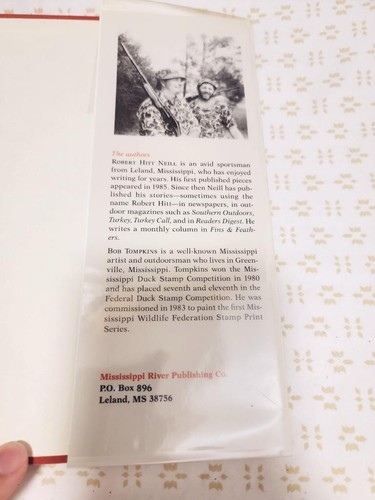 The authors
ROBERT HITT NEILL is an avid sportsman
from Leland, Mississippi, who has enjoyed
writing for years. His first published pieces
appeared in 1985. Since then Neill has pub-
lished his stories—sometimes using the
name Robert Hitt—in newspapers, in out-
door magazines such as Southern Outdoors,
Turkey, Turkey Call, and in Readers Digest. He
writes a monthly column in Fins & Feath-
ers.
BOB TOMPKINS is a well-known Mississippi
artist and outdoorsman who lives in Green-
ville, Mississippi. Tompkins won the Mis-
sissippi Duck Stamp Competition in 1980
and has placed seventh and eleventh in the
Federal Duck Stamp Competition. He was
commissioned in 1983 to paint the first Mis-
sissippi Wildlife Federation Stamp Print
Series.
Mississippi River Publishing Co.
P.O. Box 896
Leland, MS 38756